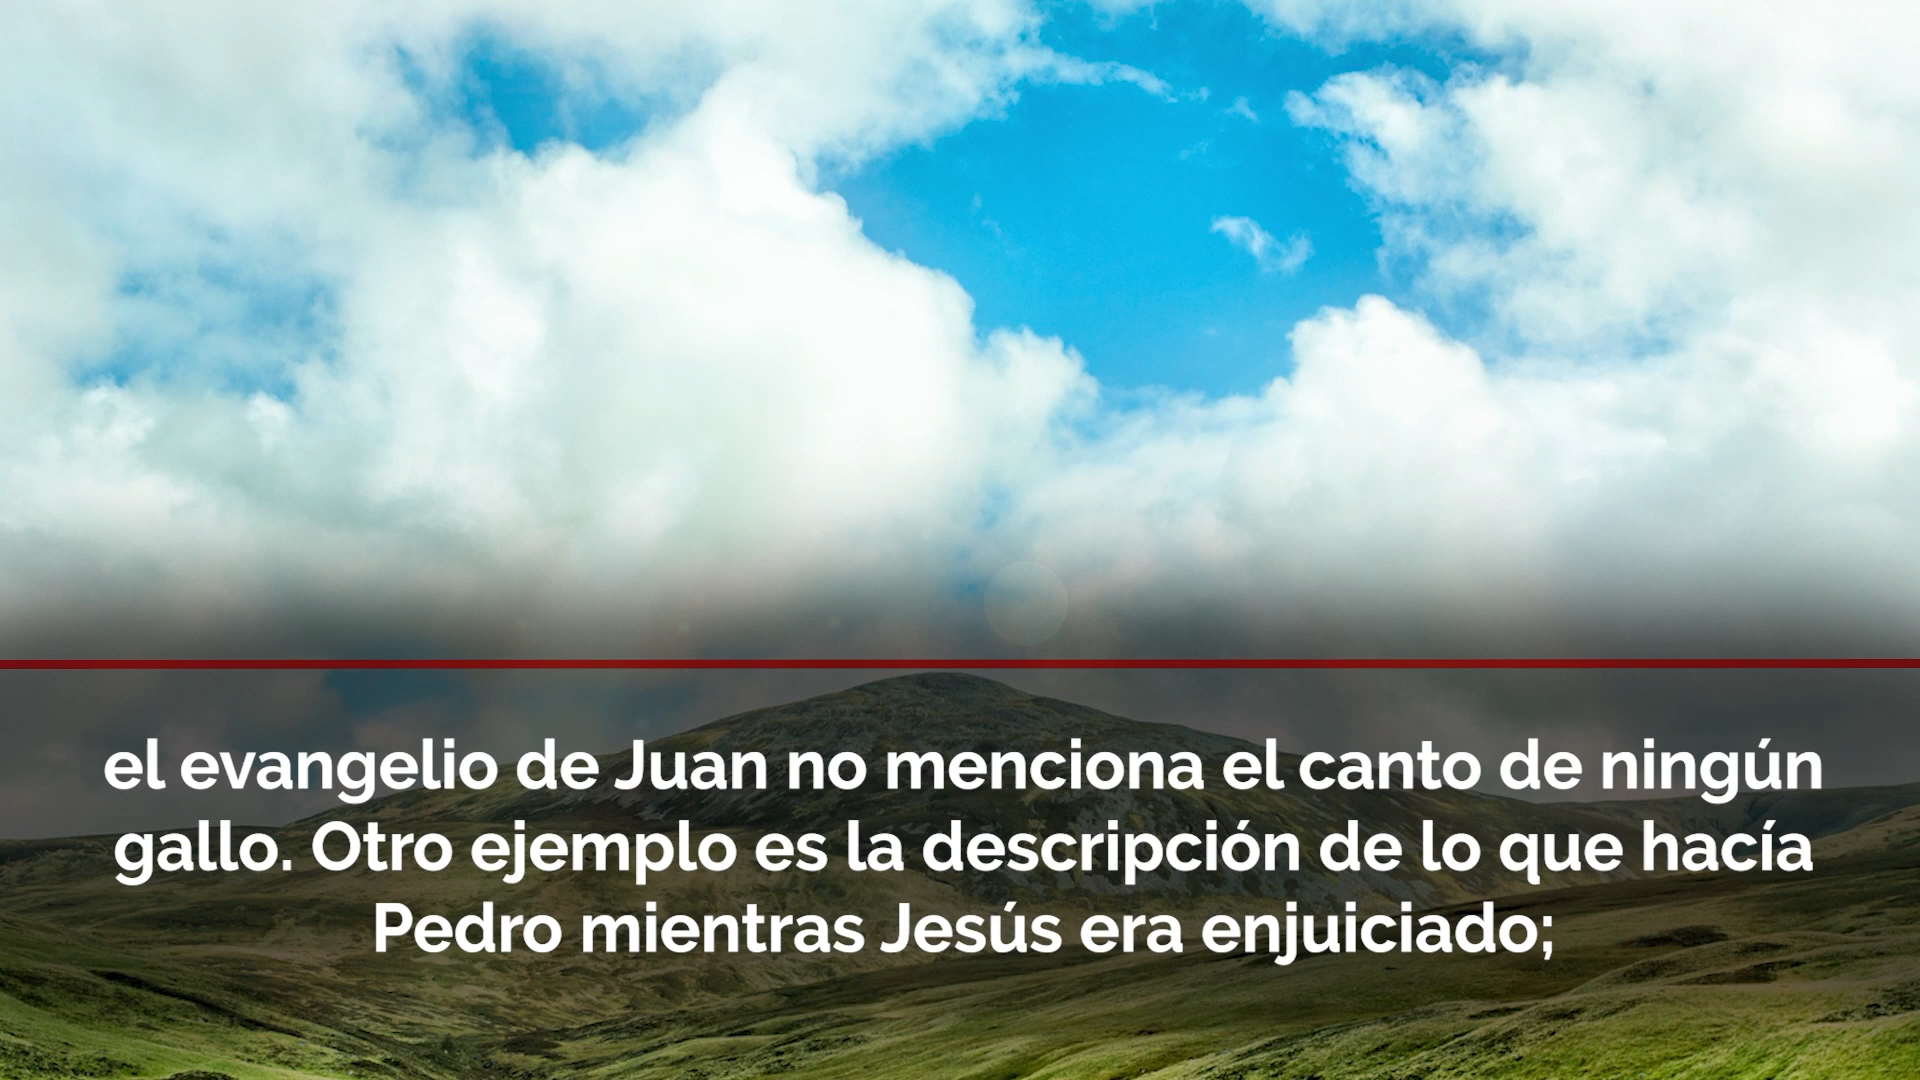 el evangelio de Juan no menciona el canto de ningún
gallo. Otro ejemplo es la descripción de lo que hacía
Pedro mientras Jesús era enjuiciado;